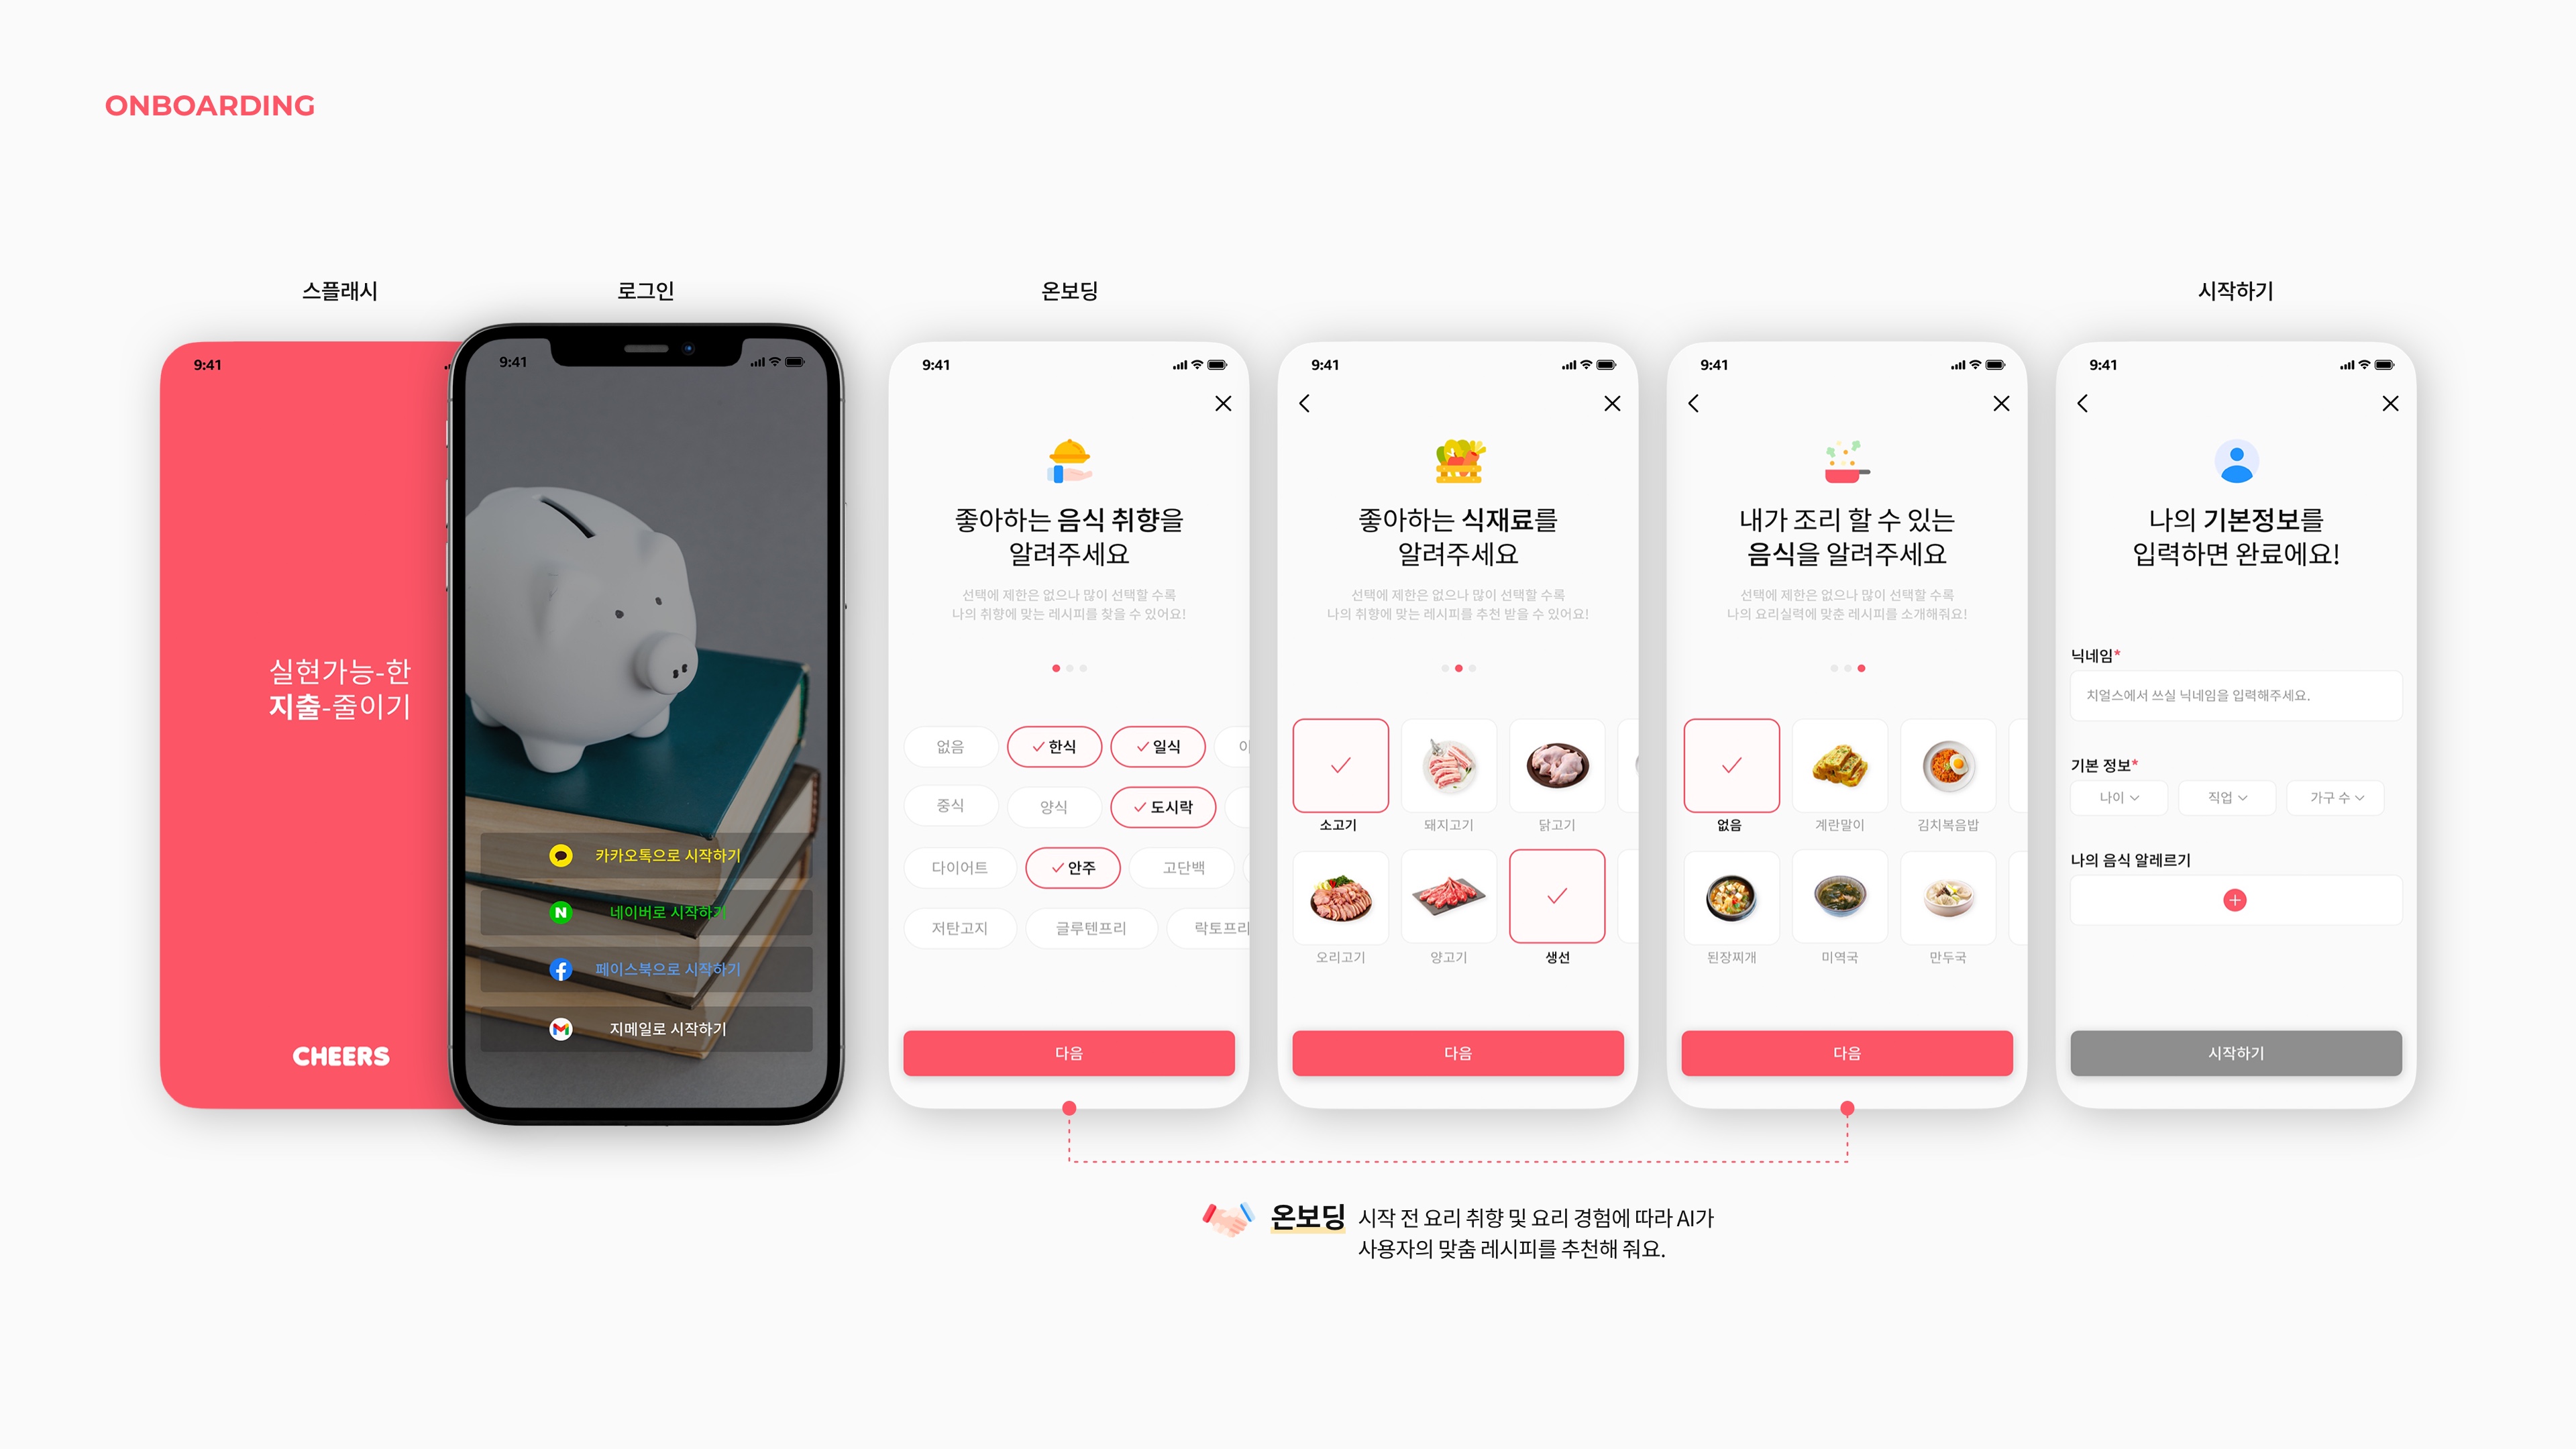 ONBOARDING
스플래시
로그인
온보딩
시작하기
9:41
실현가능-한
지출-줄이기
CHEERS
9:41
카카오톡으로 시작하기
N 네이버로 시작하기
페이스북으로 시작하기
지메일로 시작하기
9:41
좋아하는 음식 취향을
알려주세요
선택에 제한은 없으나 많이 선택할 수록
나의 취향에 맞는 레시피를 찾을 수 있어요!
없음 한식 일식
중식 양식 도시락
다이어트 안주 고단백
저탄고지 글루텐프리 락토프리
다음
9:41
좋아하는 식재료를
알려주세요
선택에 제한은 없으나 많이 선택할 수록
나의 취향에 맞는 레시피를 추천 받을 수 있어요!
소고기 돼지고기 닭고기
오리고기 양고기 생선
다음
9:41
내가 조리 할 수 있는
음식을 알려주세요
선택에 제한은 없으나 많이 선택할 수록
나의 요리실력에 맞춘 레시피를 소개해줘요!
없음 계란말이 김치볶음밥
된장찌개 미역국 만두국
다음
9:41
나의 기본정보를
입력하면 완료에요!
닉네임*
치얼스에서 쓰실 닉네임을 입력해주세요.
기본 정보*
나이 직업 가구 수
나의 음식 알레르기
시작하기
온보딩 시작 전 요리 취향 및 요리 경험에 따라 AI가
사용자의 맞춤 레시피를 추천해 줘요.